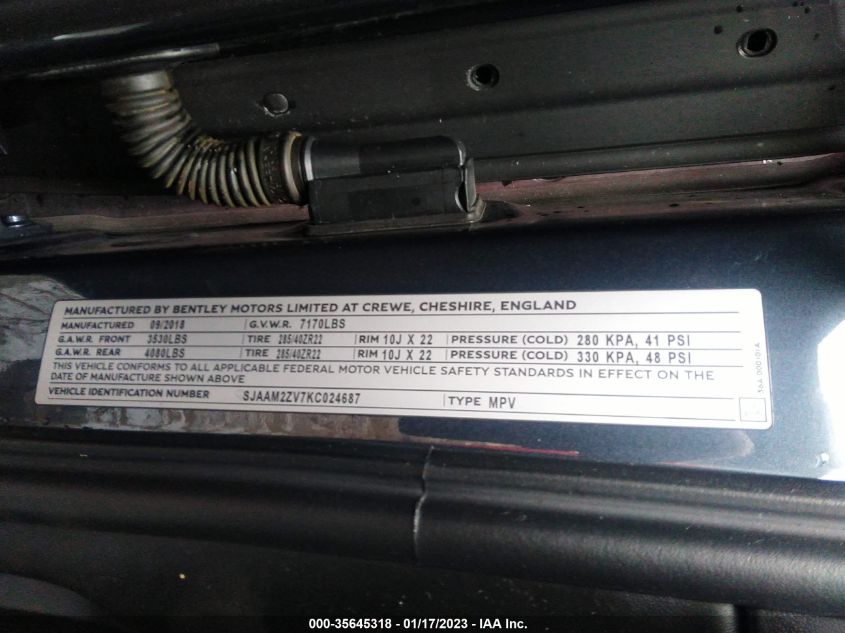 MANUFACTURED BY BENTLEY MOTORS LIMITED AT CREWE, CHESHIRE, ENGLAND
MANUFACTURED 09/2018 G.V.W.R. 7170LBS
G.A.W.R. FRONT 3530LBS TIRE 285/40ZR22 RIM 10J X 22 PRESSURE (COLD) 280 KPA, 41 PSI
G.A.W.R. REAR 4080LBS TIRE 285/40ZR22 RIM 10J X 22 PRESSURE (COLD) 330 KPA, 48 PSI
THIS VEHICLE CONFORMS TO ALL APPLICABLE FEDERAL MOTOR VEHICLE SAFETY STANDARDS IN EFFECT ON THE
DATE OF MANUFACTURE SHOWN ABOVE
VEHICLE IDENTIFICATION NUMBER SJAAM2ZV7KC024687 TYPE MPV
36A 000101A
000-35645318 - 01/17/2023 - IAA Inc.